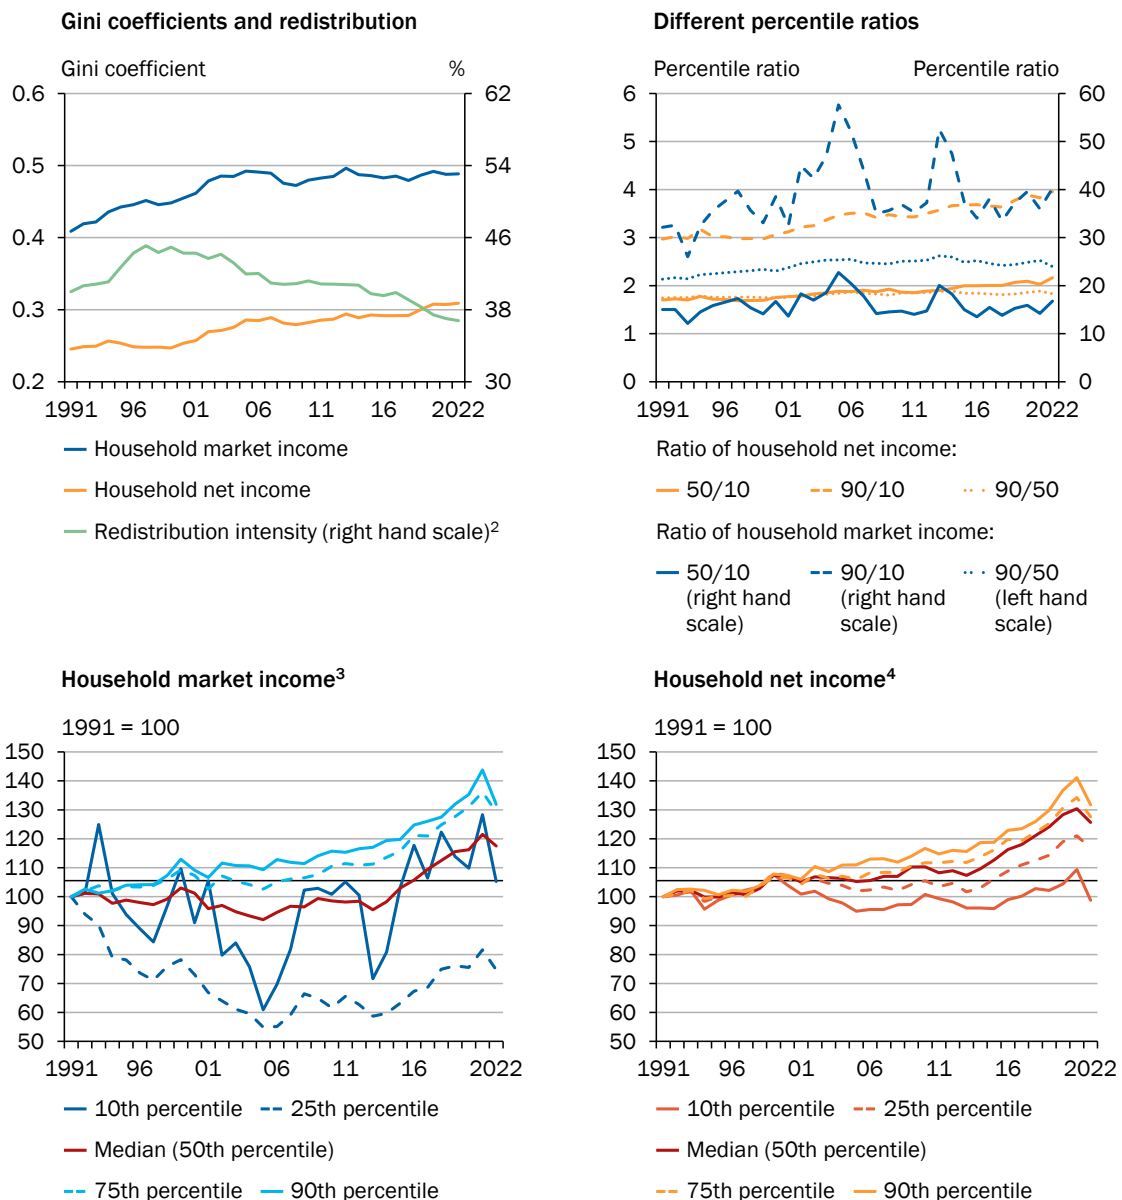 Gini coefficients and redistribution
Gini coefficient %
0.6 62
0.5 54
0.4 46
0.3 38
0.2 30
1991 96 01 06 11 16 2022
Household market income
Household net income
Redistribution intensity (right hand scale)2
Different percentile ratios
Percentile ratio Percentile ratio
6 60
5 50
4 40
3 30
2 20
1 10
0 0
1991 96 01 06 11 16 2022
Ratio of household net income:
50/10 90/10 90/50
Ratio of household market income:
50/10 90/10 90/50
(right hand (right hand (left hand
scale) scale) scale)
Household market income3
1991 = 100
150
140
130
120
110
100
90
80
70
60
50
1991 96 01 06 11 16 2022
10th percentile 25th percentile
Median (50th percentile)
75th percentile 90th percentile
Household net income4
1991 = 100
150
140
130
120
110
100
90
80
70
60
50
1991 96 01 06 11 16 2022
10th percentile 25th percentile
Median (50th percentile)
75th percentile 90th percentile